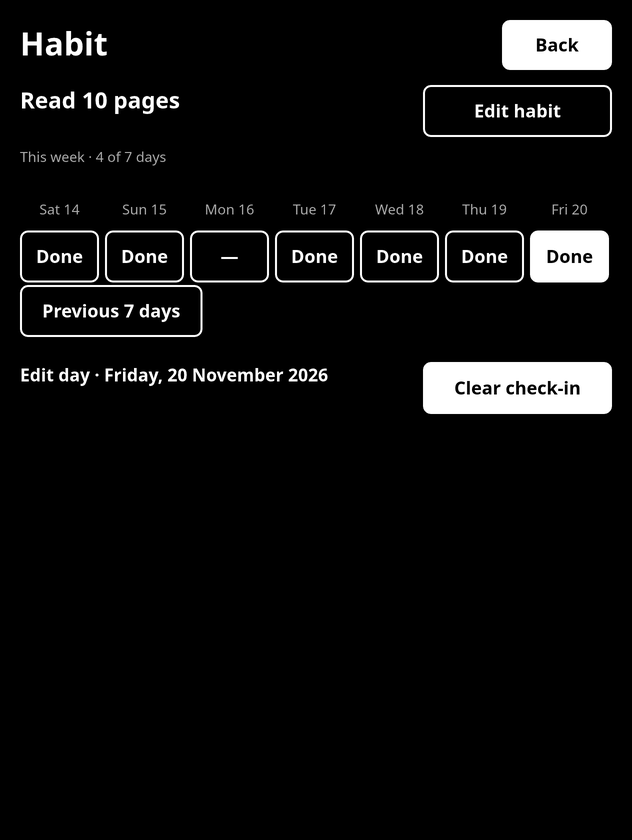 Habit
Back
Read 10 pages
Edit habit
This week · 4 of 7 days
Sat 14 Sun 15 Mon 16 Tue 17 Wed 18 Thu 19 Fri 20
Done Done — Done Done Done Done
Previous 7 days
Edit day · Friday, 20 November 2026
Clear check-in